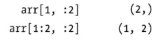 arr[1, :2] (2,)
arr[1:2, :2] (1, 2)